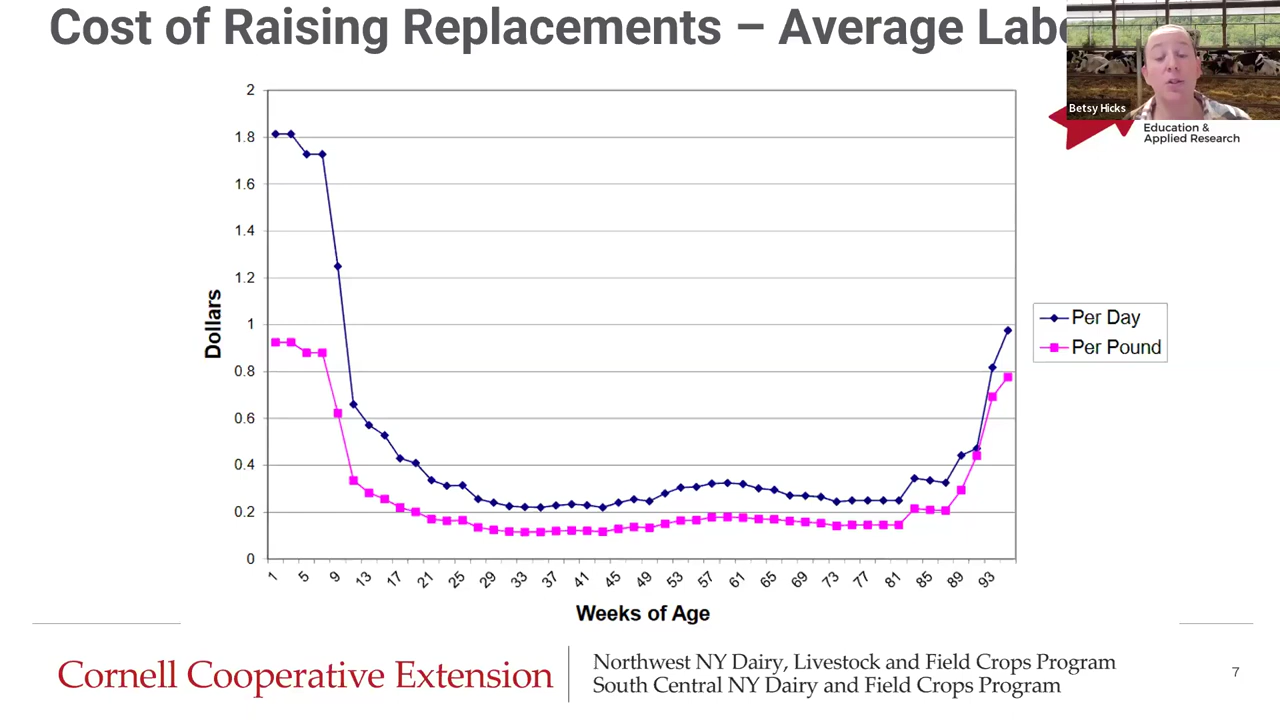 Cost of Raising Replacements – Average
Betsy Hicks
Education &
Applied Research
2
1.8
1.6
1.4
1.2
1
0.8
0.6
0.4
0.2
0
Dollars
Per Day
Per Pound
1 5 9 13 17 21 25 29 33 37 41 45 49 53 57 61 65 69 73 77 81 85 89 93
Weeks of Age
Cornell Cooperative Extension
Northwest NY Dairy, Livestock and Field Crops Program
South Central NY Dairy and Field Crops Program
7